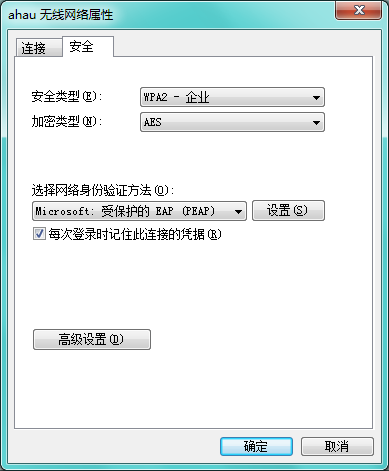 ahau 无线网络属性
连接 安全
安全类型(E): WPA2 - 企业
加密类型(N): AES
选择网络身份验证方法(O):
Microsoft: 受保护的 EAP (PEAP) 设置(S)
每次登录时记住此连接的凭据(R)
高级设置(D)
确定 取消